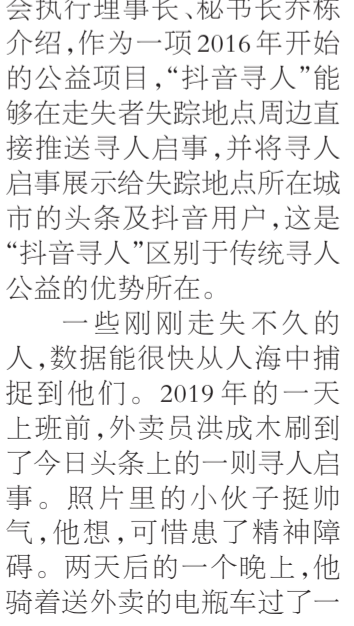 会执行理事长、秘书长乔栋
介绍,作为一项2016年开始
的公益项目,“抖音寻人”能
够在走失者失踪地点周边直
接推送寻人启事,并将寻人
启事展示给失踪地点所在城
市的头条及抖音用户,这是
“抖音寻人”区别于传统寻人
公益的优势所在。
一些刚刚走失不久的
人,数据能很快从人海中捕
捉到他们。2019年的一天
上班前,外卖员洪成木刷到
了今日头条上的一则寻人启
事。照片里的小伙子挺帅
气,他想,可惜患了精神障
碍。两天后的一个晚上,他
骑着送外卖的电瓶车过了一